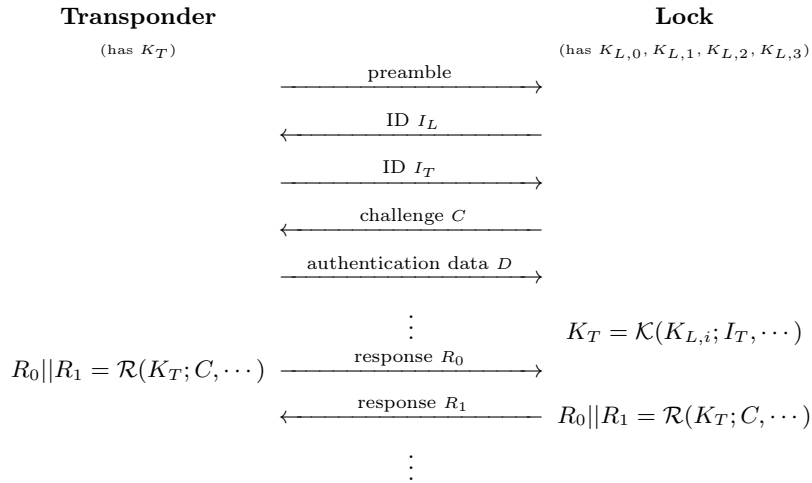 Transponder Lock
(has K_T) (has K_{L,0}, K_{L,1}, K_{L,2}, K_{L,3})
preamble
ID I_L
ID I_T
challenge C
authentication data D
⋮ K_T = 𝒦(K_{L,i}; I_T, ⋯)
R_0||R_1 = ℛ(K_T; C, ⋯) response R_0
response R_1 R_0||R_1 = ℛ(K_T; C, ⋯)
⋮